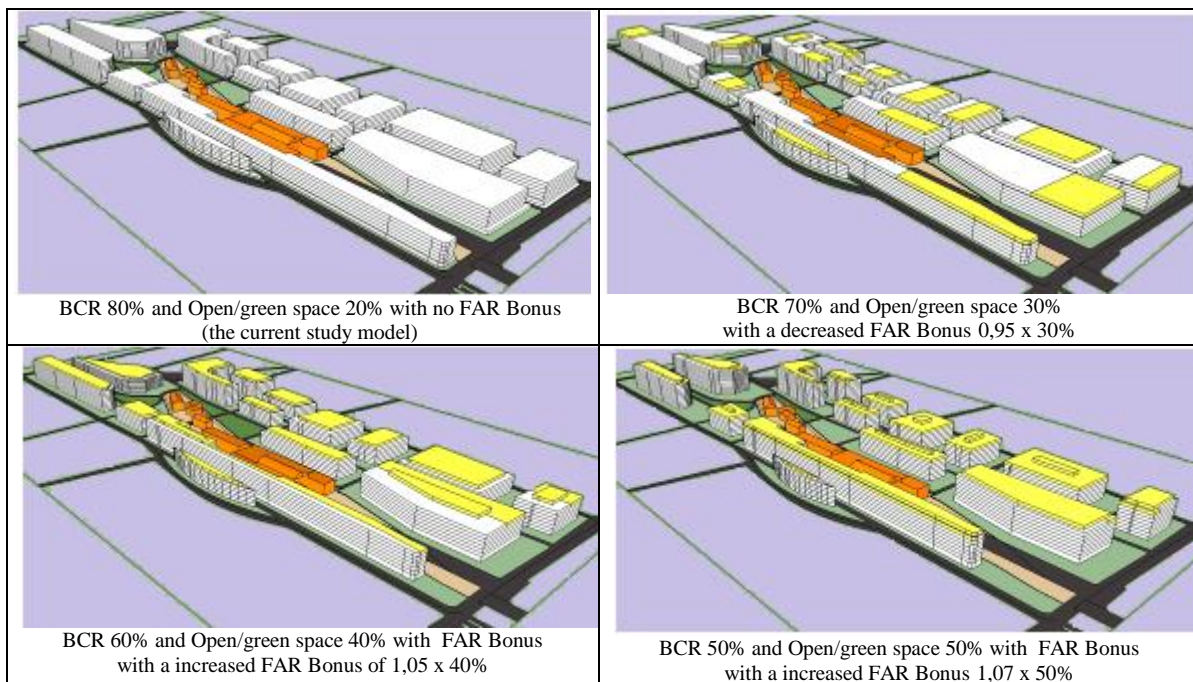 BCR 80% and Open/green space 20% with no FAR Bonus
(the current study model)
BCR 70% and Open/green space 30%
with a decreased FAR Bonus 0,95 x 30%
BCR 60% and Open/green space 40% with FAR Bonus
with a increased FAR Bonus of 1,05 x 40%
BCR 50% and Open/green space 50% with FAR Bonus
with a increased FAR Bonus 1,07 x 50%